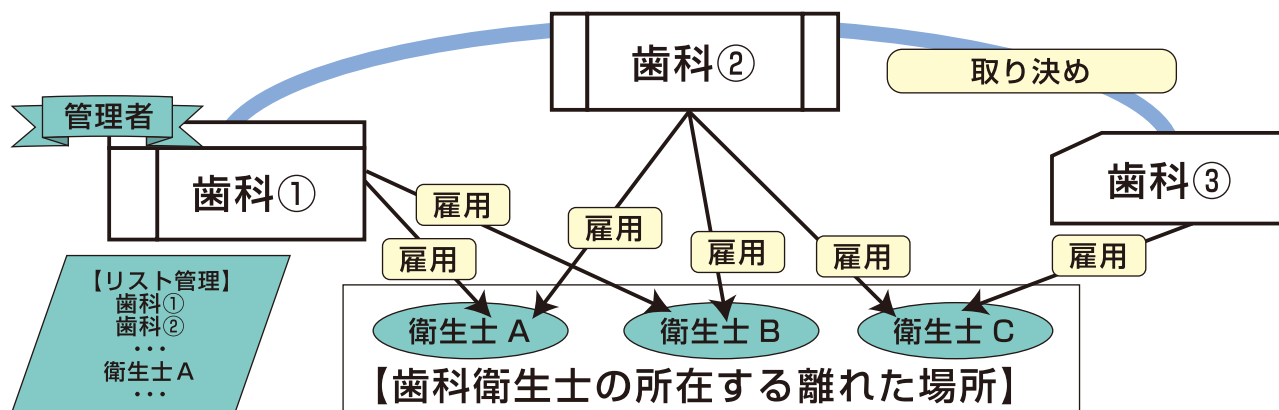 歯科②
取り決め
管理者
歯科①
歯科③
雇用
雇用
雇用
雇用
雇用
雇用
【リスト管理】
歯科①
歯科②
・・・
衛生士A
・・・
衛生士A
衛生士B
衛生士C
【歯科衛生士の所在する離れた場所】